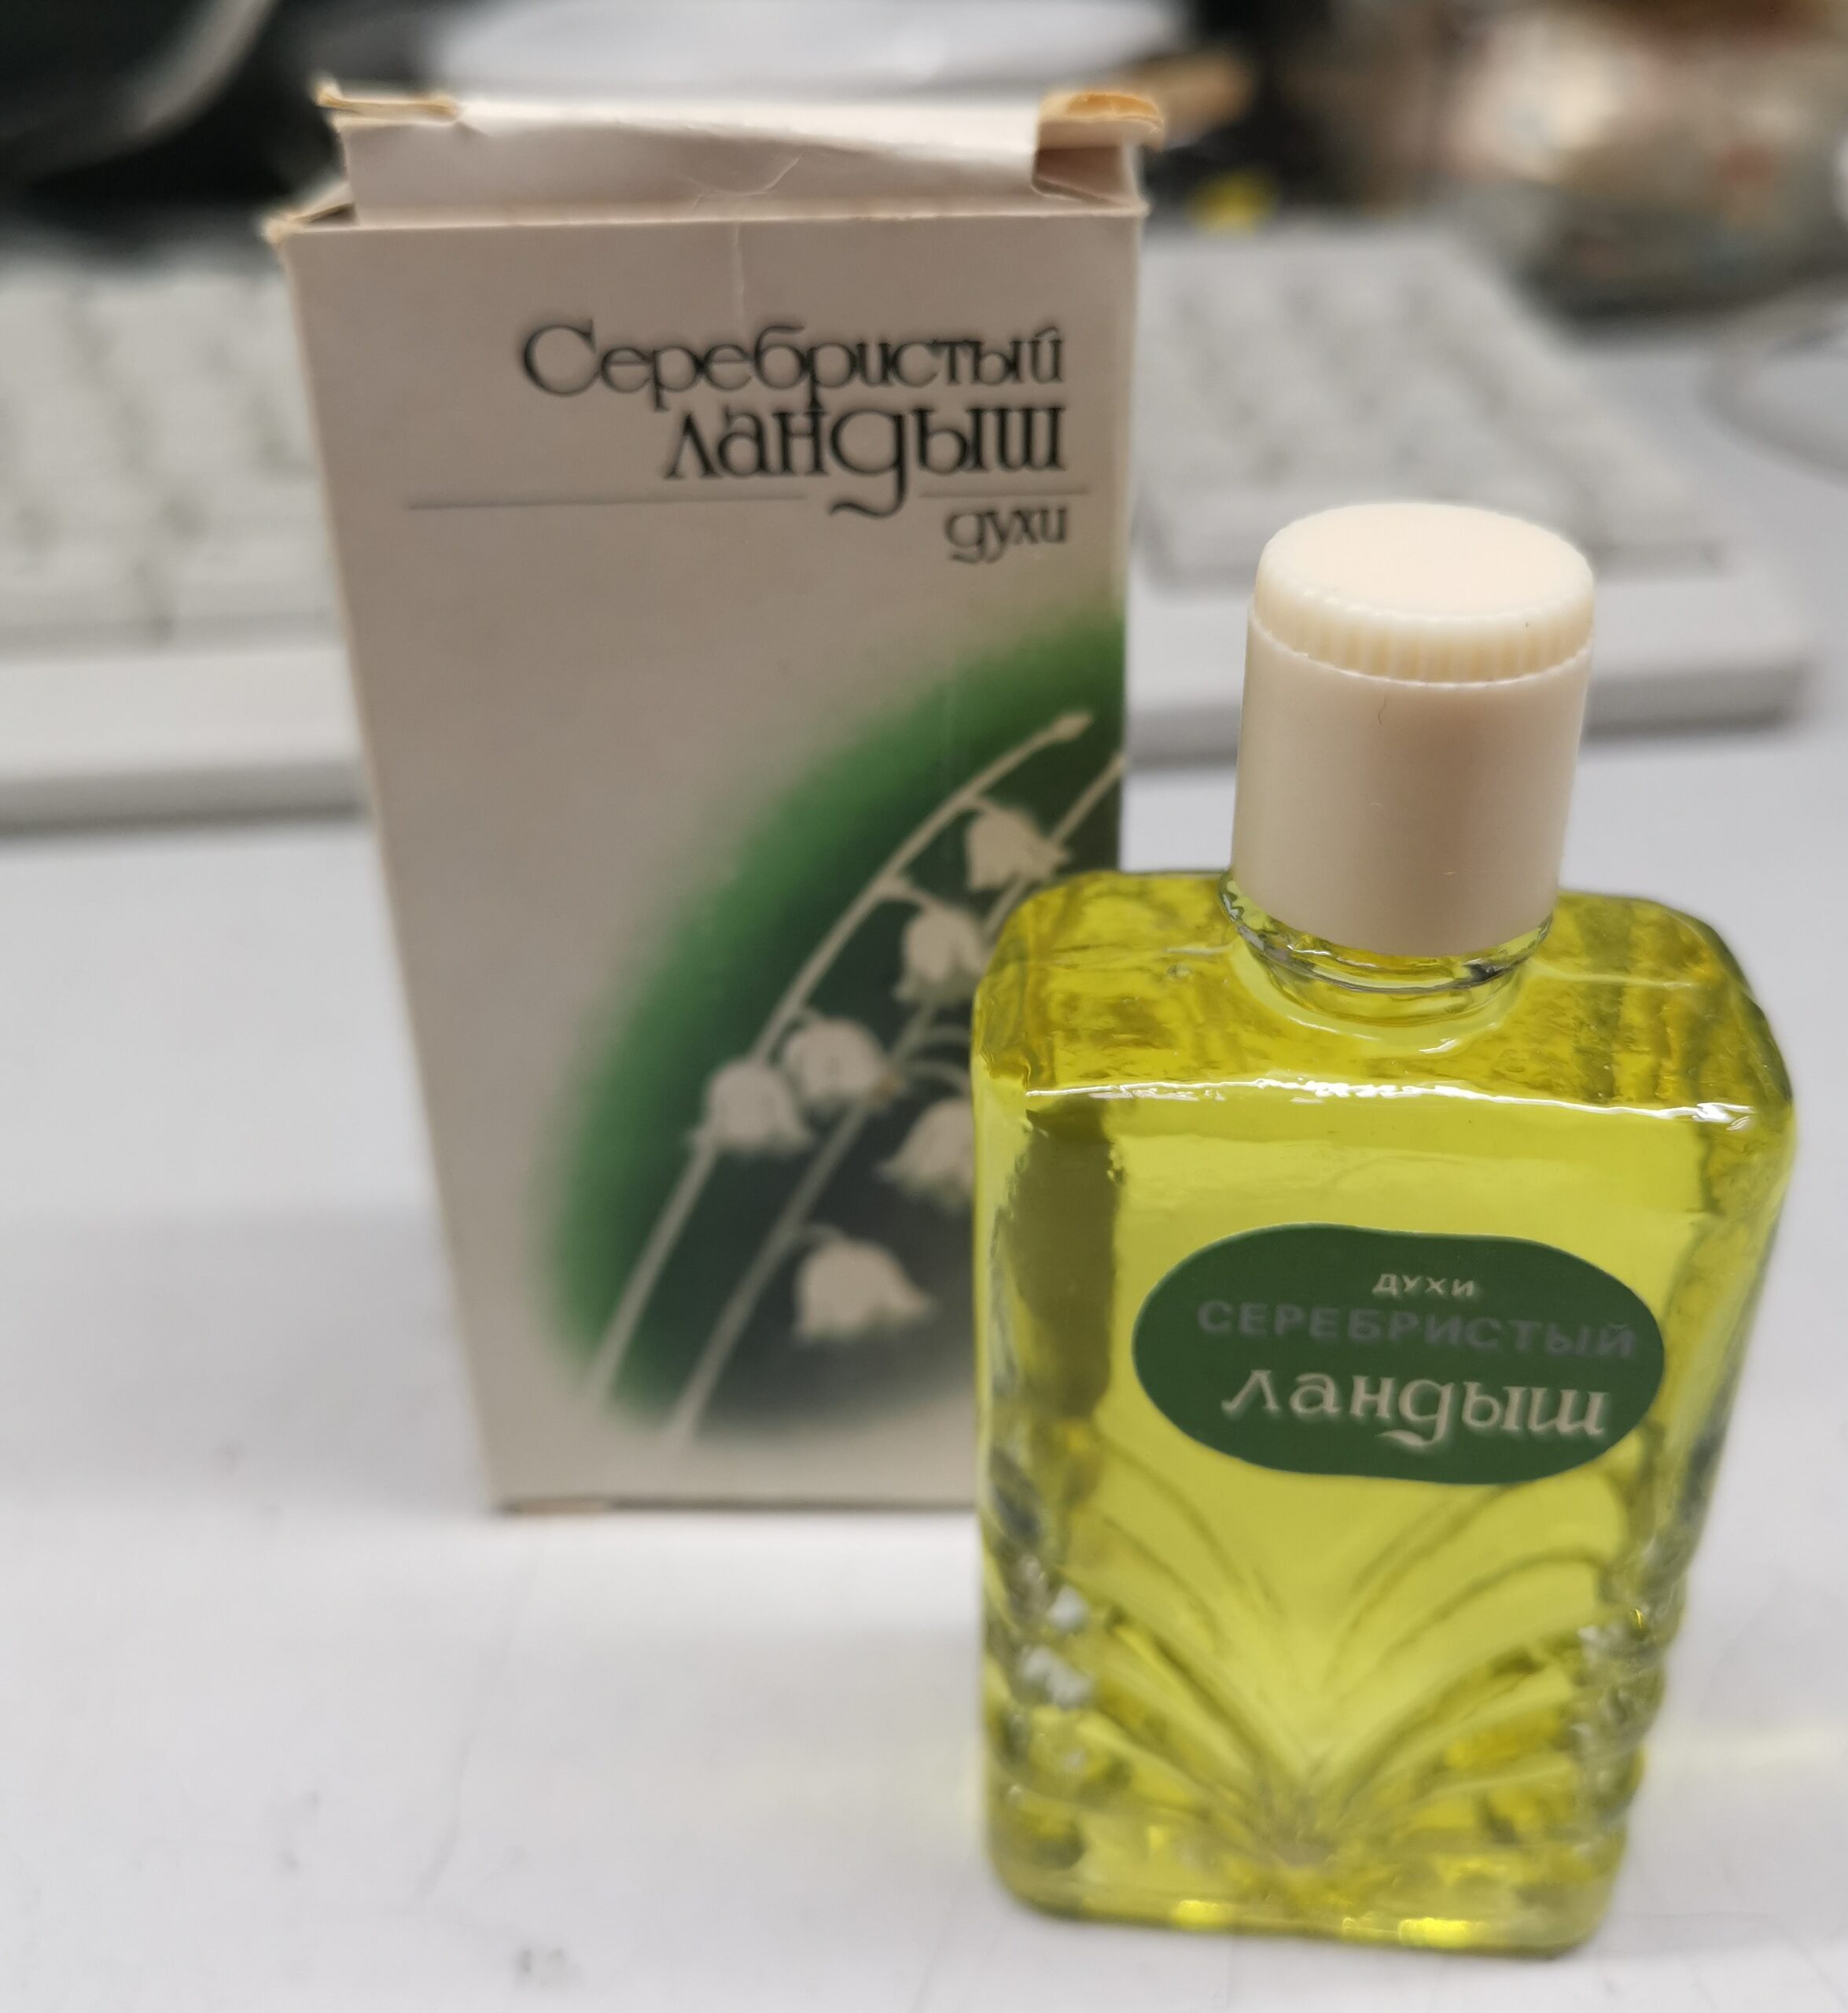 Серебристый
ландыш
духи
ДУХИ
СЕРЕБРИСТЫЙ
ландыш